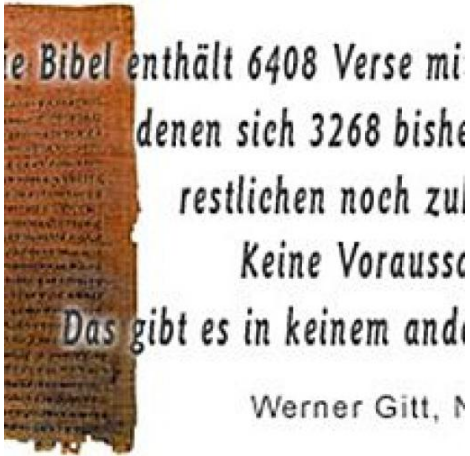 ie Bibel enthält 6408 Verse mi
denen sich 3268 bishe
restlichen noch zu
Keine Vorauss
Das gibt es in keinem ande
Werner Gitt,